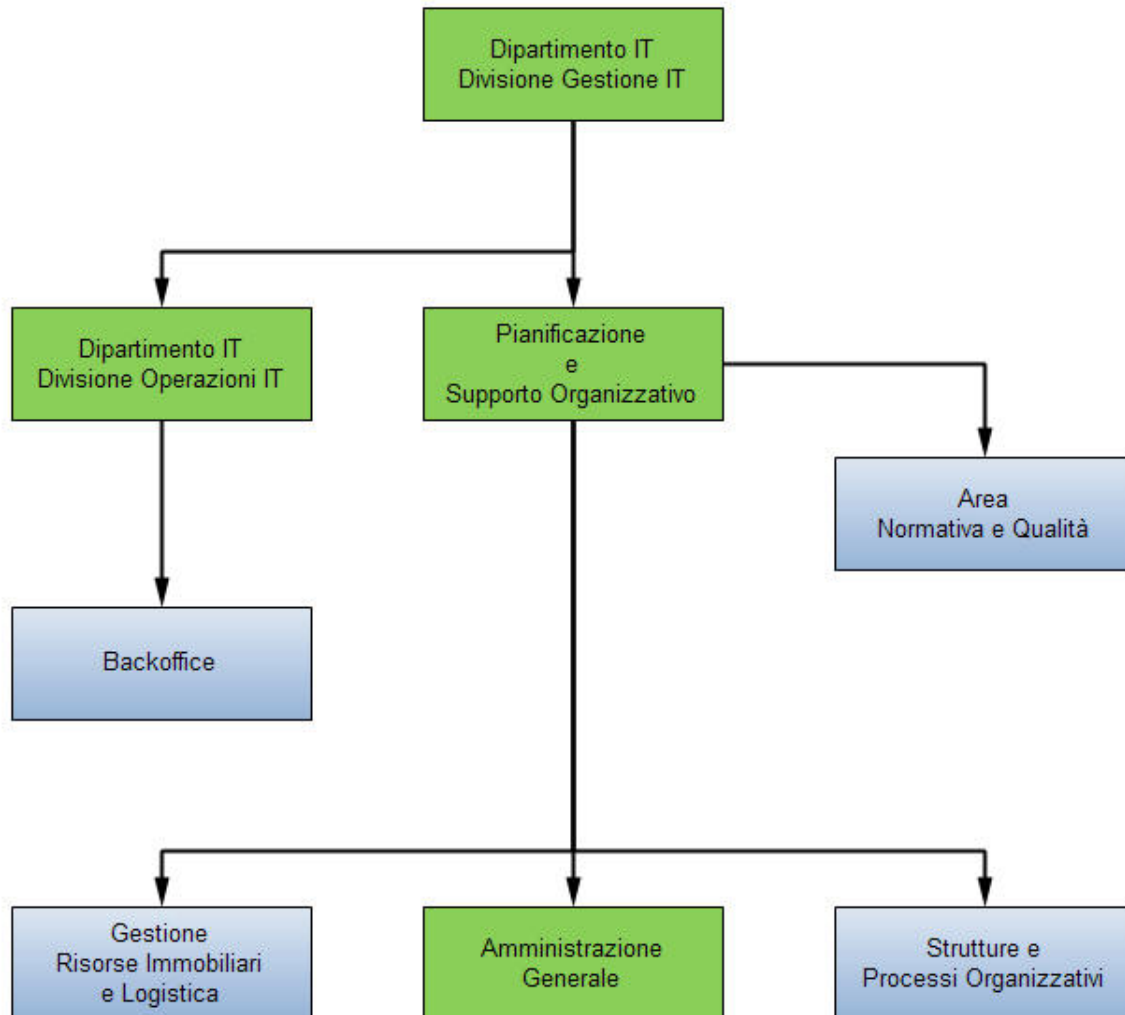 Dipartimento IT
Divisione Gestione IT
Dipartimento IT
Divisione Operazioni IT
Pianificazione
e
Supporto Organizzativo
Area
Normativa e Qualità
Backoffice
Gestione
Risorse Immobiliari
e Logistica
Amministrazione
Generale
Strutture e
Processi Organizzativi